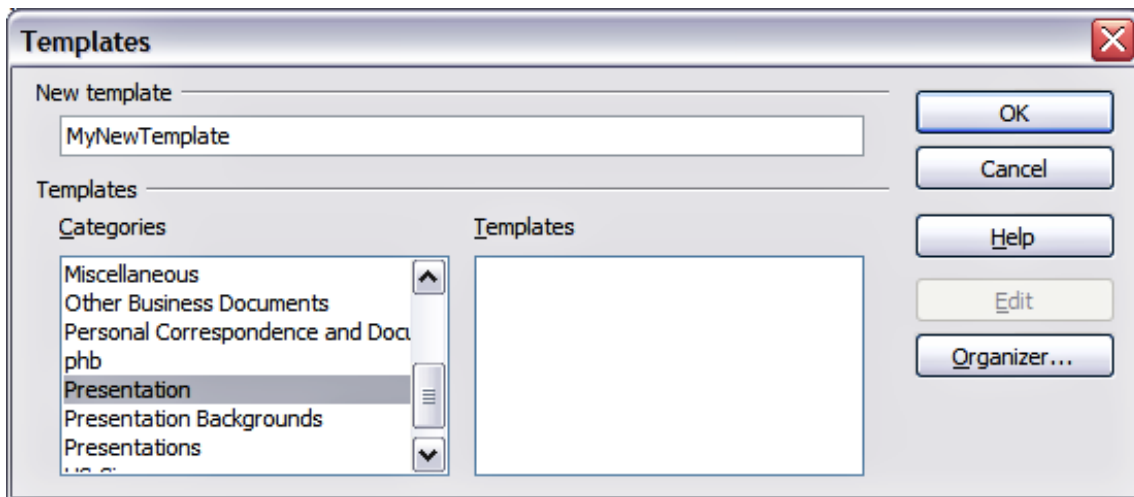 Templates
New template
MyNewTemplate
Templates
Categories
Templates
Miscellaneous
Other Business Documents
Personal Correspondence and
phb
Presentation
Presentation Backgrounds
Presentations
OK
Cancel
Help
Edit
Organizer...